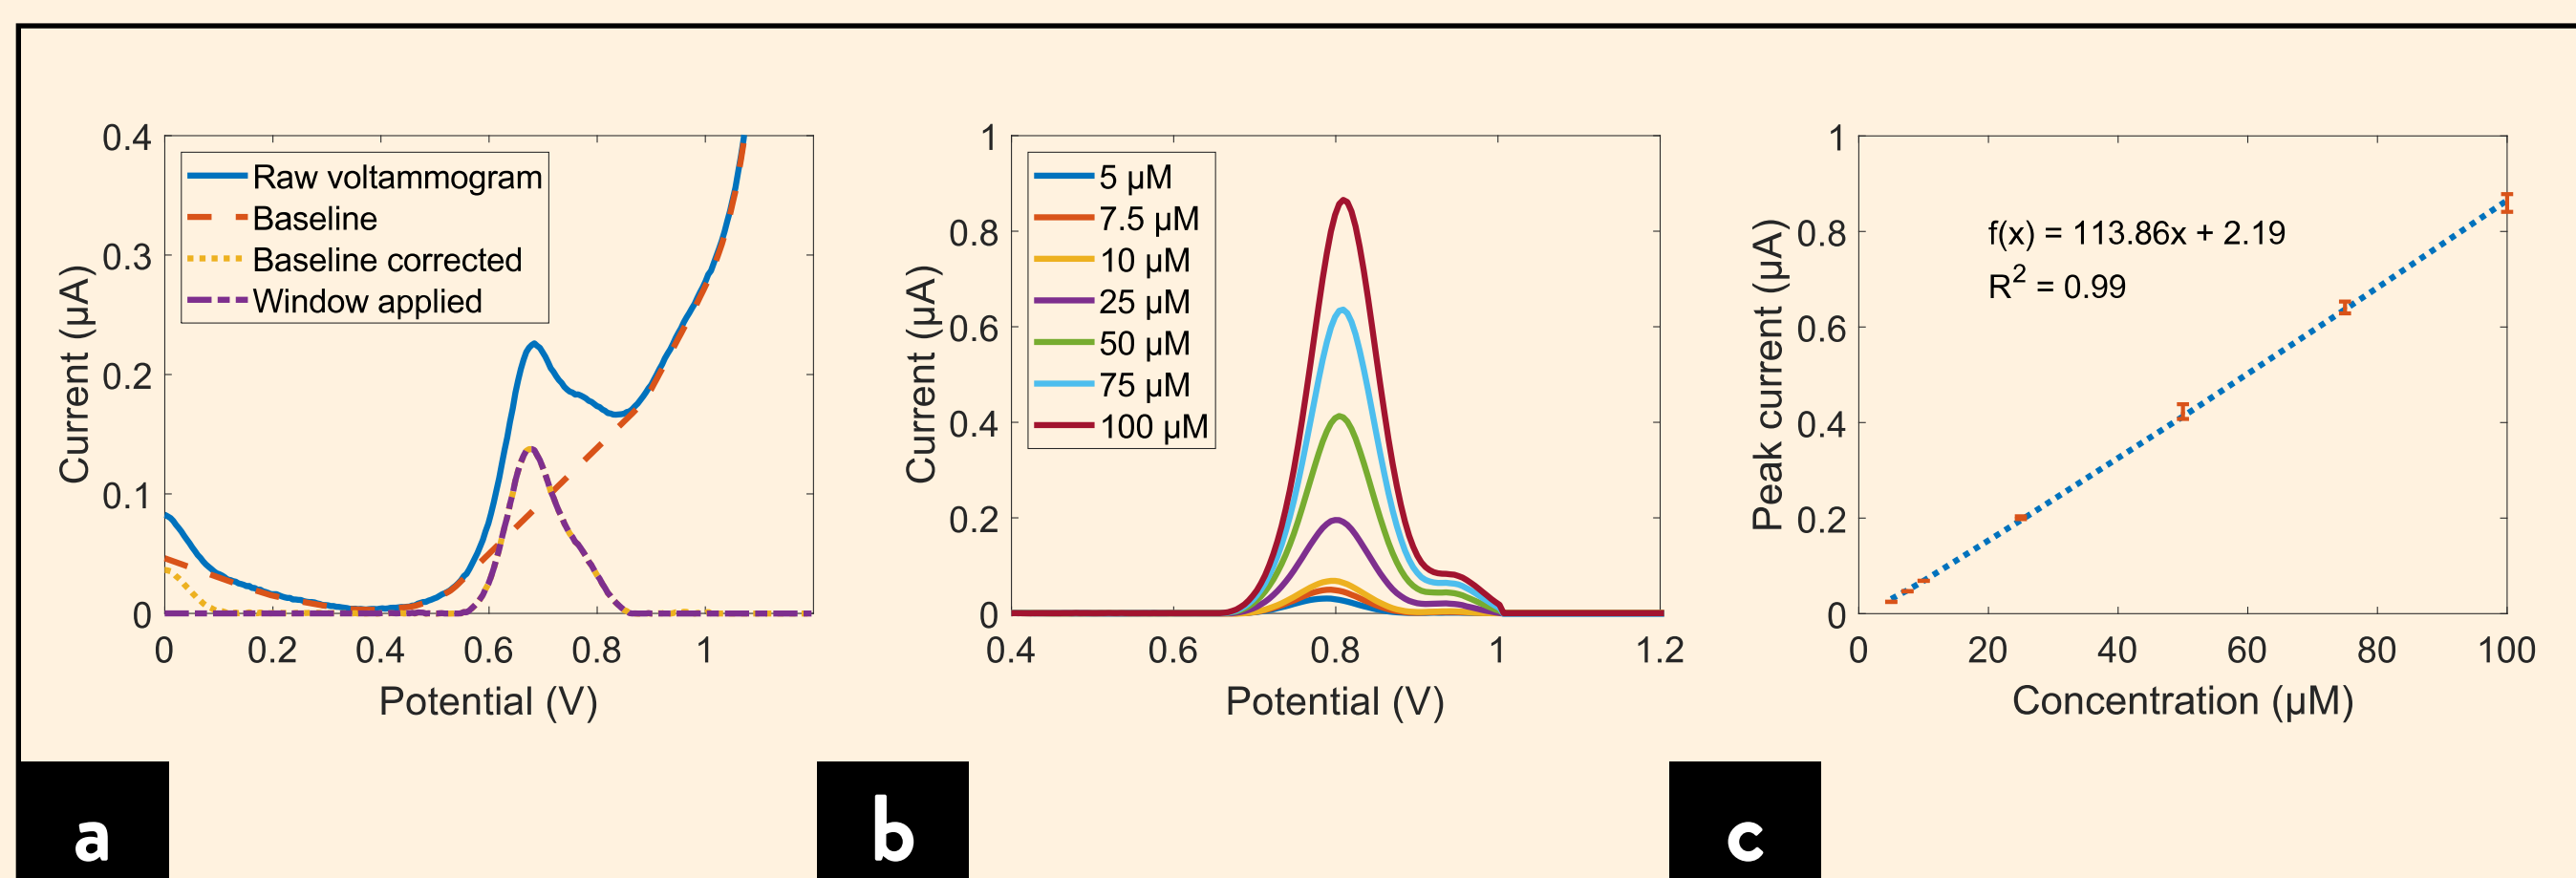 0.4
0.3
0.2
0.1
0
Current (µA)
Raw voltammogram
Baseline
Baseline corrected
Window applied
0 0.2 0.4 0.6 0.8 1
Potential (V)
a
1
0.8
0.6
0.4
0.2
0
Current (µA)
5 µM
7.5 µM
10 µM
25 µM
50 µM
75 µM
100 µM
0.4 0.6 0.8 1 1.2
Potential (V)
b
1
0.8
0.6
0.4
0.2
0
Peak current (µA)
f(x) = 113.86x + 2.19
R² = 0.99
0 20 40 60 80 100
Concentration (µM)
c